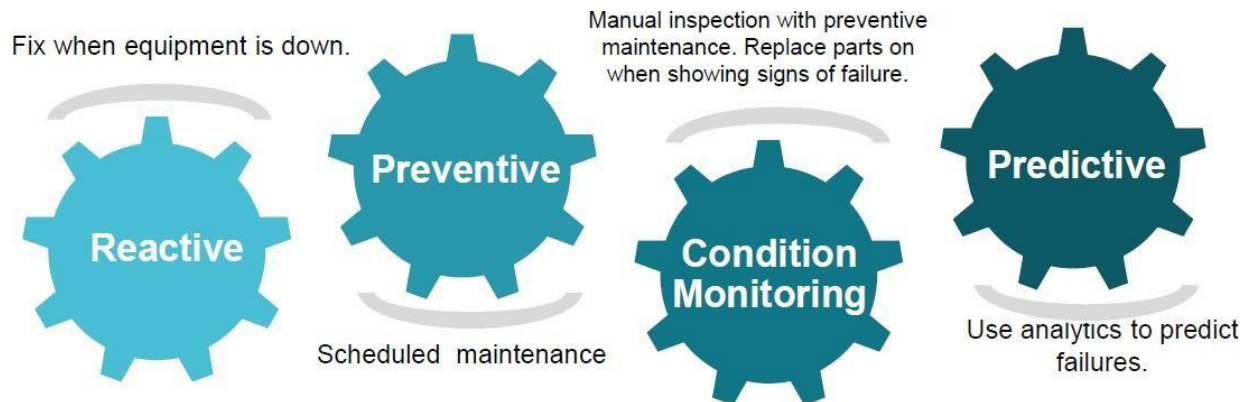 Fix when equipment is down.
Reactive
Preventive
Scheduled maintenance
Manual inspection with preventive
maintenance. Replace parts on
when showing signs of failure.
Condition
Monitoring
Predictive
Use analytics to predict
failures.